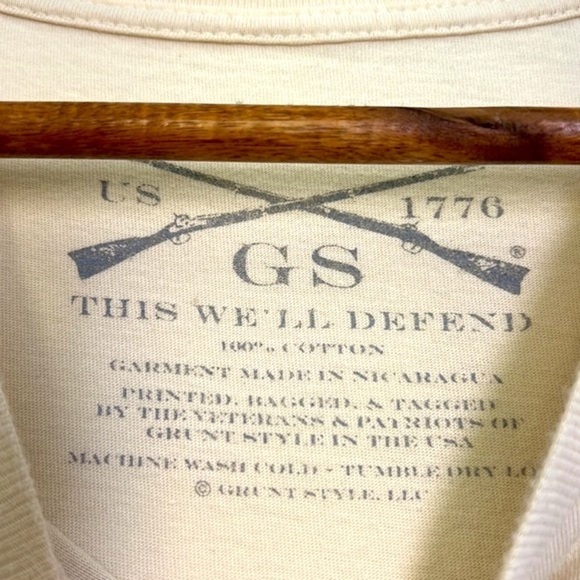 US 1776
GS ®
THIS WE'LL DEFEND
100% COTTON
GARMENT MADE IN NICARAGUA
PRINTED, BAGGED, & TAGGED
BY THE VETERANS & PATRIOTS OF
GRUNT STYLE IN THE USA
MACHINE WASH COLD - TUMBLE DRY LO
© GRUNT STYLE, LLC